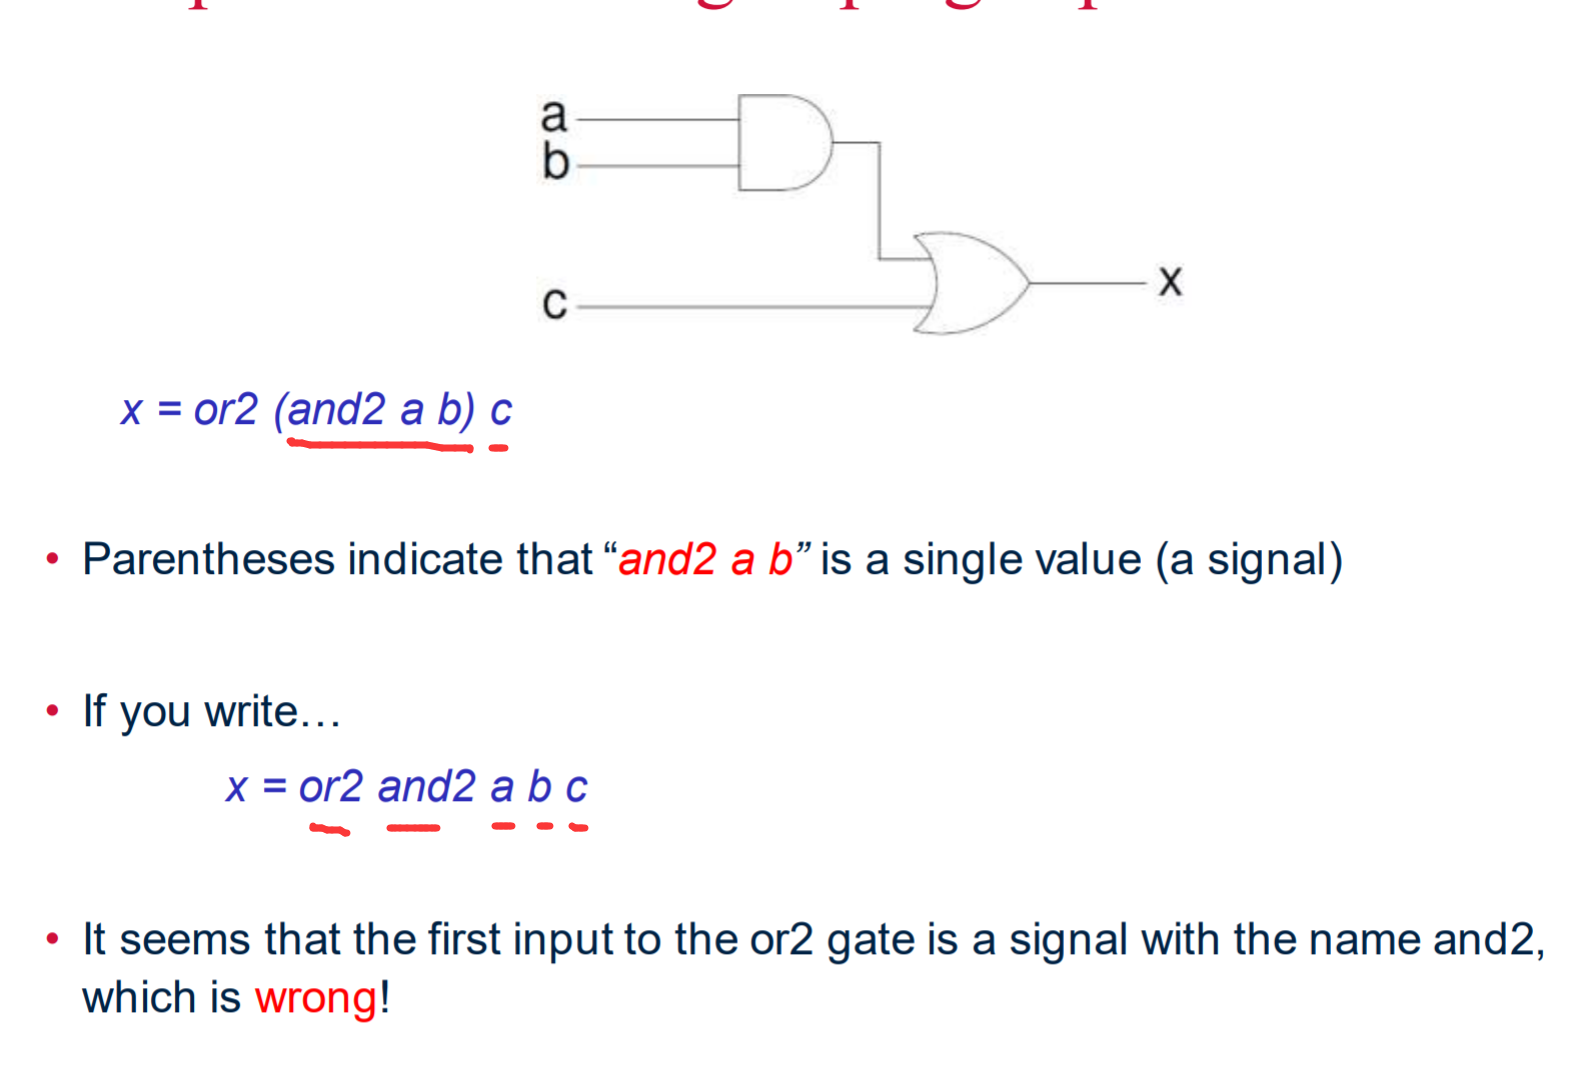 a
b
c
x
x = or2 (and2 a b) c
• Parentheses indicate that “and2 a b” is a single value (a signal)
• If you write…
x = or2 and2 a b c
• It seems that the first input to the or2 gate is a signal with the name and2,
which is wrong!